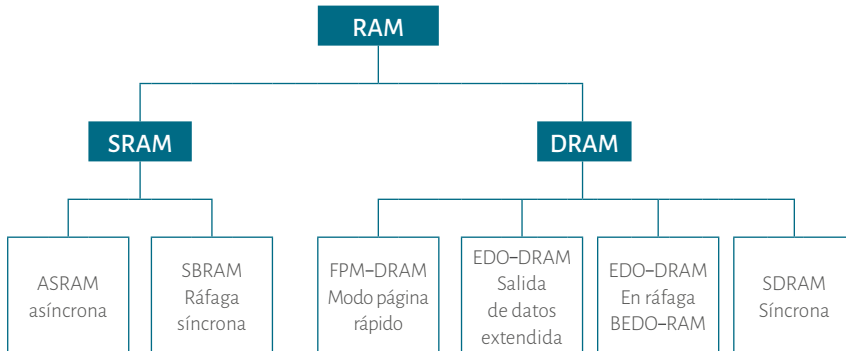 RAM
SRAM
DRAM
ASRAM
asíncrona
SBRAM
Ráfaga
síncrona
FPM–DRAM
Modo página
rápido
EDO–DRAM
Salida
de datos
extendida
EDO–DRAM
En ráfaga
BEDO–RAM
SDRAM
Síncrona